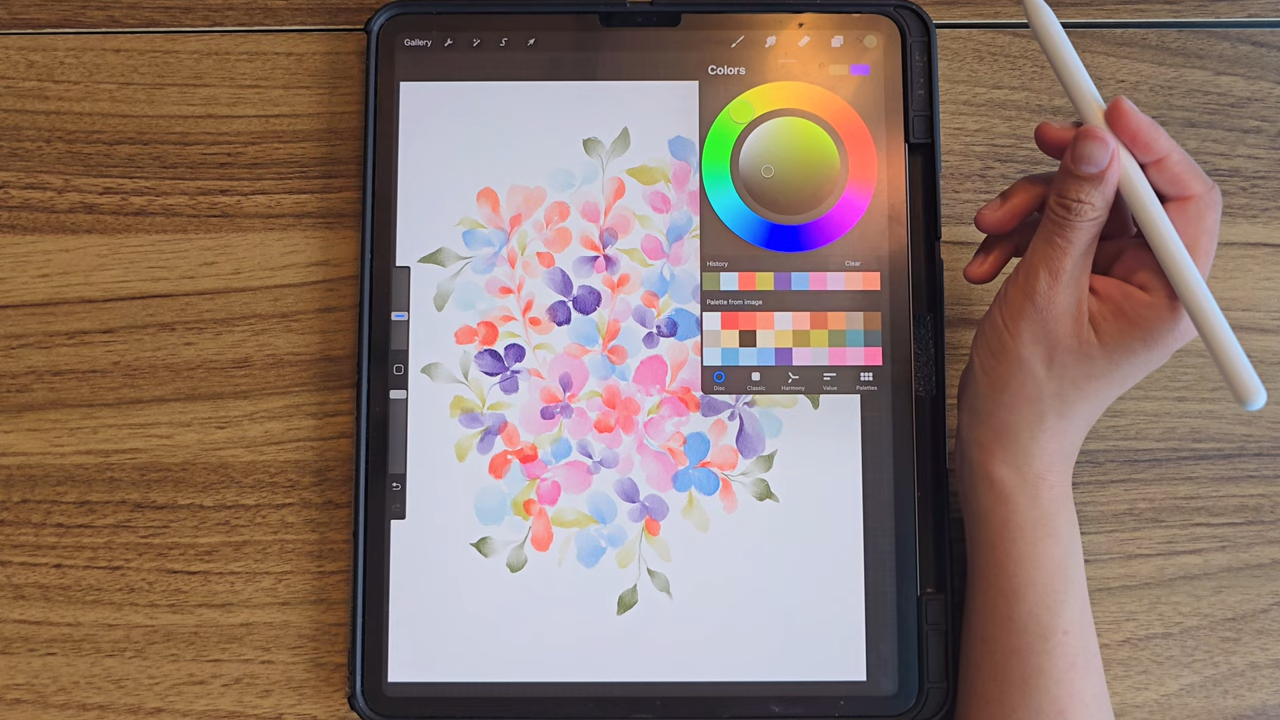 Gallery
Colors
History Clear
Palette from image
Disc Classic Harmony Value Palettes